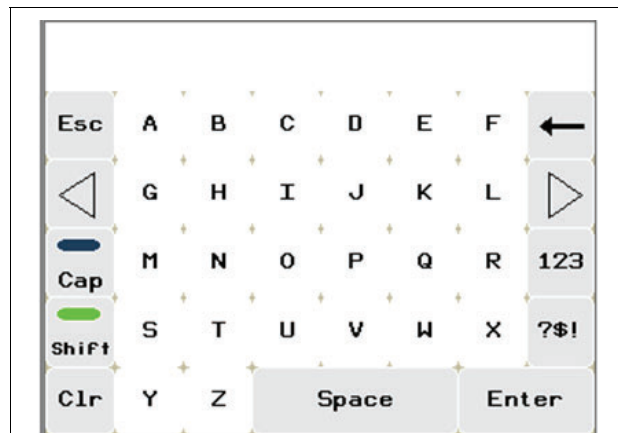 Esc A B C D E F
G H I J K L
Cap M N O P Q R 123
Shift S T U V W X ?$!
Clr Y Z Space Enter